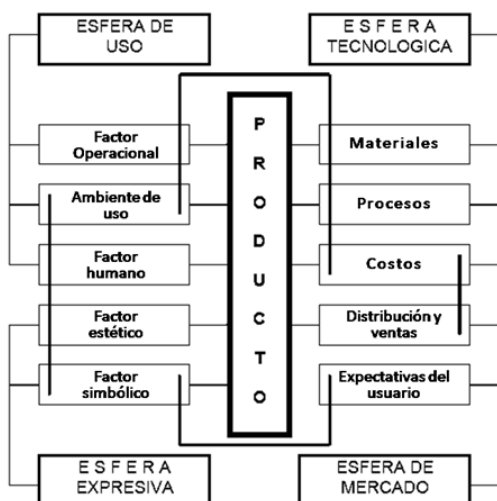 ESFERA DE
USO
E S F E R A
TECNOLOGICA
Factor
Operacional
Ambiente de
uso
Factor
humano
Factor
estético
Factor
simbólico
P
R
O
D
U
C
T
O
Materiales
Procesos
Costos
Distribución y
ventas
Expectativas del
usuario
E S F E R A
EXPRESIVA
ESFERA DE
MERCADO